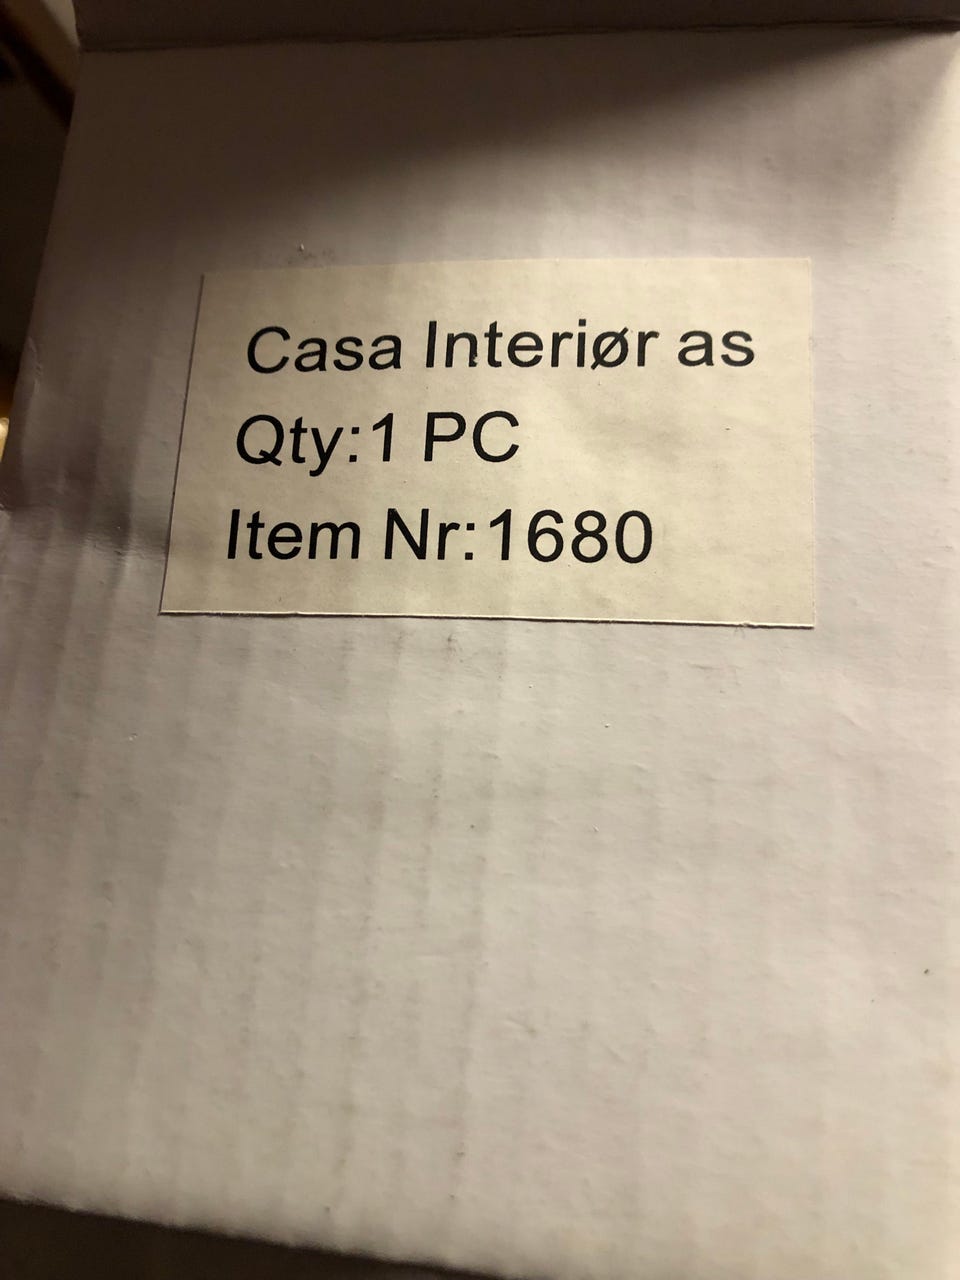 Casa Interiør as
Qty:1 PC
Item Nr:1680